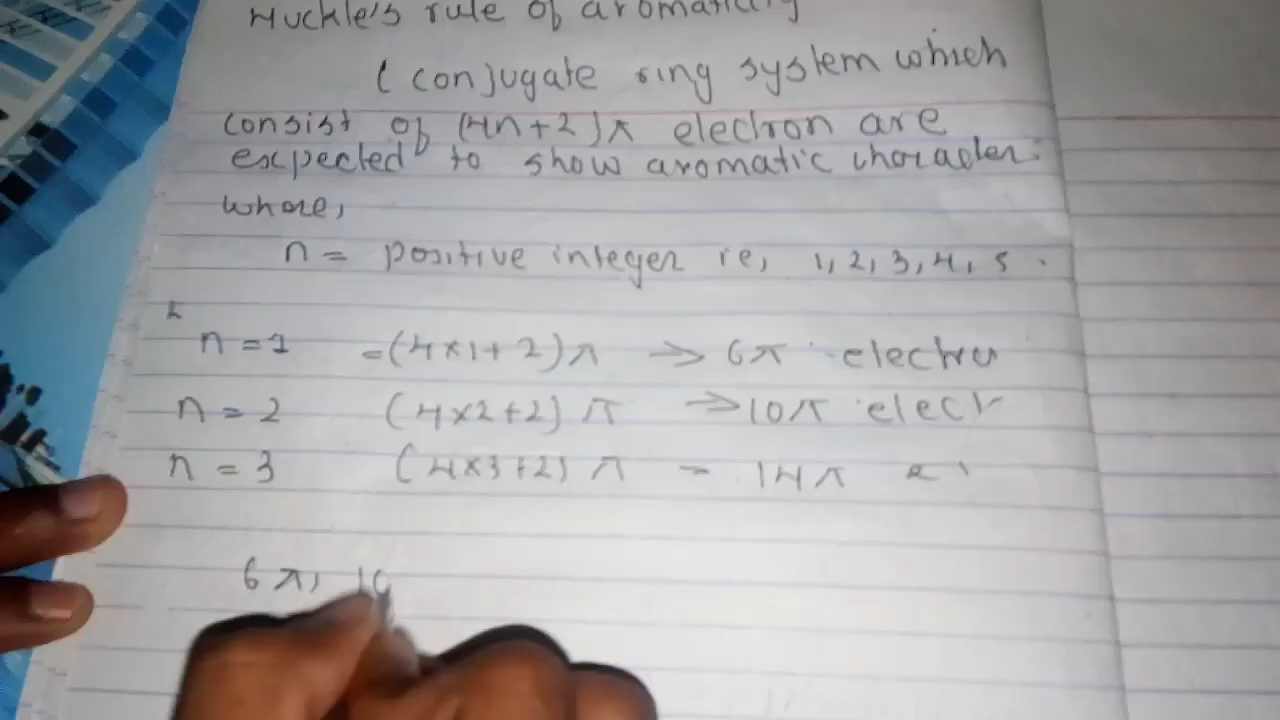 Huckle's rule of aromaticity
( conjugate ring system which
consist of (4n+2)π electron are
expected to show aromatic character.
where,
n = positive integer ie, 1, 2, 3, 4, 5.
n = 1 = (4×1+2)π → 6π electro
n = 2 (4×2+2) π → 10π electr
n = 3 (4×3+2) π - 14π
6π, 10